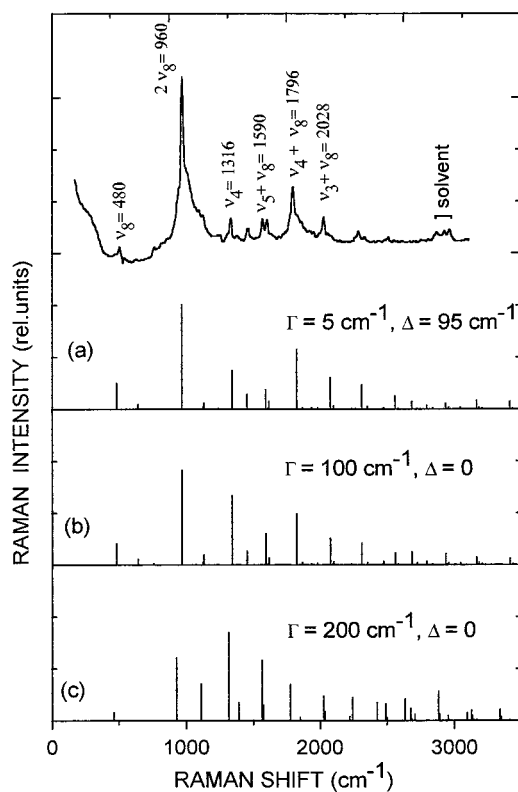 RAMAN INTENSITY (rel.units)
ν8= 480
2 ν8= 960
ν4= 1316
ν5+ ν8= 1590
ν4 + ν8= 1796
ν3+ ν8= 2028
] solvent
(a)
Γ = 5 cm-1, Δ = 95 cm-1
(b)
Γ = 100 cm-1, Δ = 0
(c)
Γ = 200 cm-1, Δ = 0
0 1000 2000 3000
RAMAN SHIFT (cm-1)